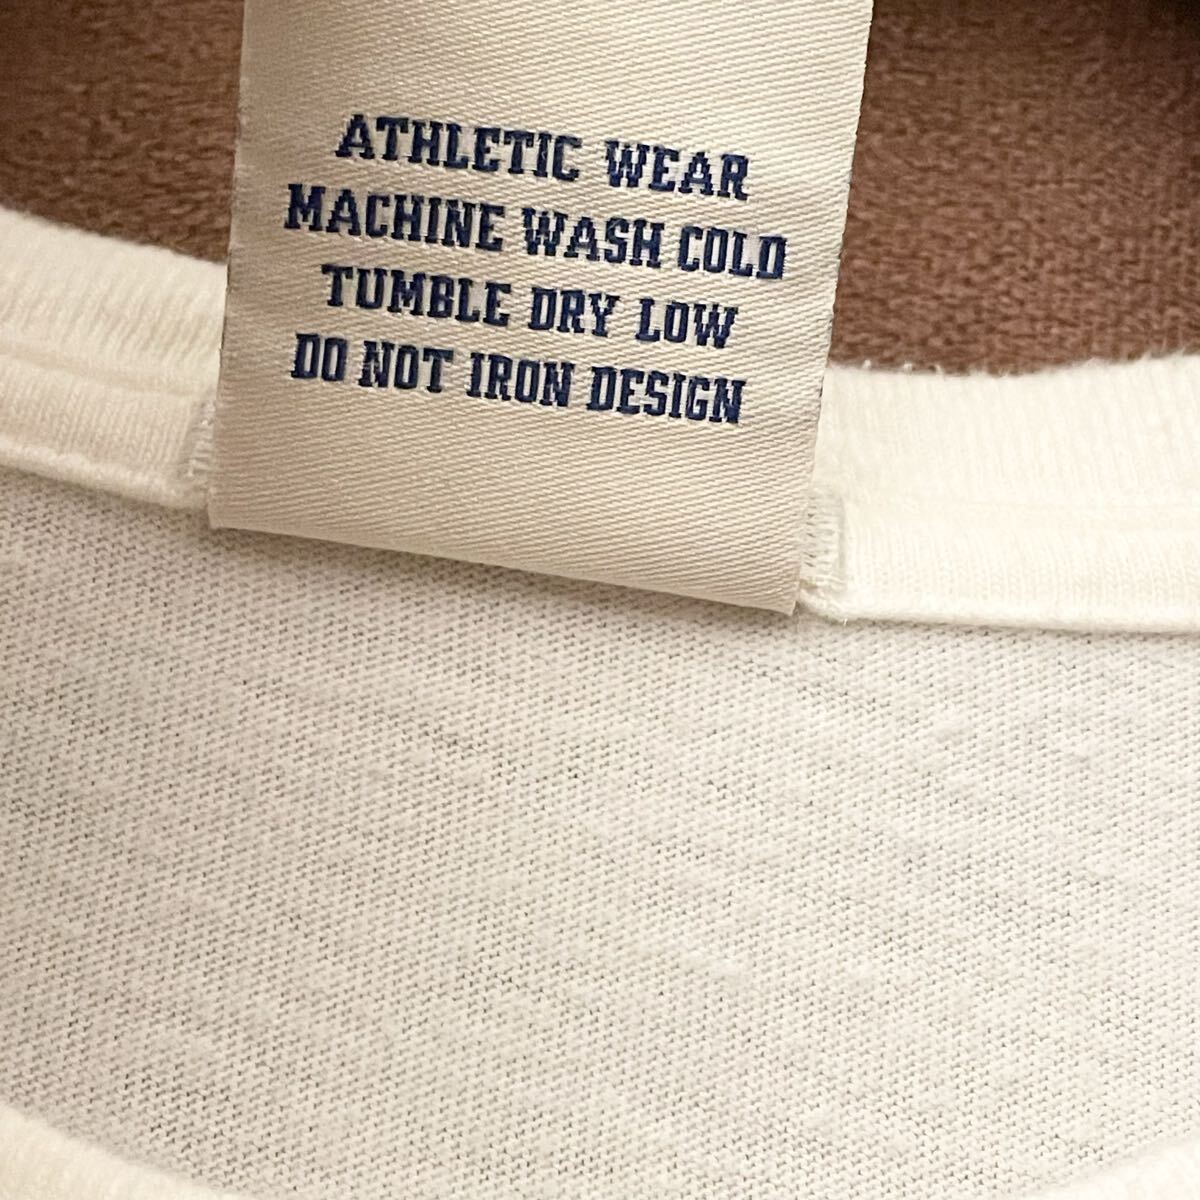 ATHLETIC WEAR
MACHINE WASH COLD
TUMBLE DRY LOW
DO NOT IRON DESIGN